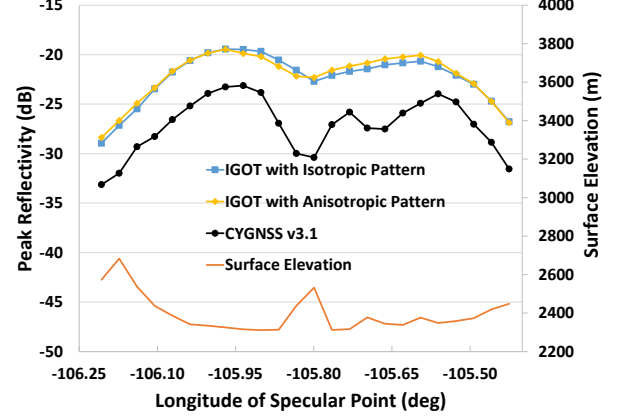 -15
-20
-25
-30
-35
-40
-45
-50
Peak Reflectivity (dB)
4000
3800
3600
3400
3200
3000
2800
2600
2400
2200
Surface Elevation (m)
IGOT with Isotropic Pattern
IGOT with Anisotropic Pattern
CYGNSS v3.1
Surface Elevation
-106.25 -106.10 -105.95 -105.80 -105.65 -105.50
Longitude of Specular Point (deg)